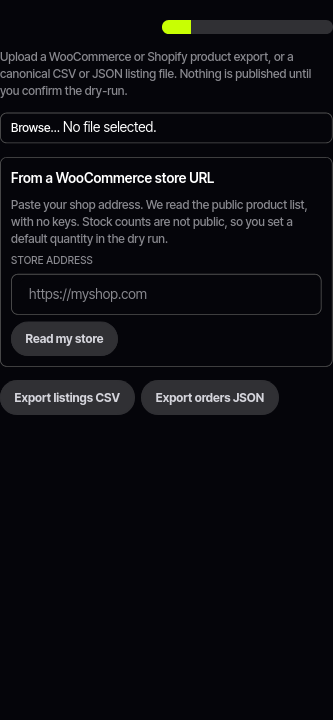 Upload a WooCommerce or Shopify product export, or a
canonical CSV or JSON listing file. Nothing is published until
you confirm the dry-run.
Browse... No file selected.
From a WooCommerce store URL
Paste your shop address. We read the public product list,
with no keys. Stock counts are not public, so you set a
default quantity in the dry run.
STORE ADDRESS
https://myshop.com
Read my store
Export listings CSV Export orders JSON